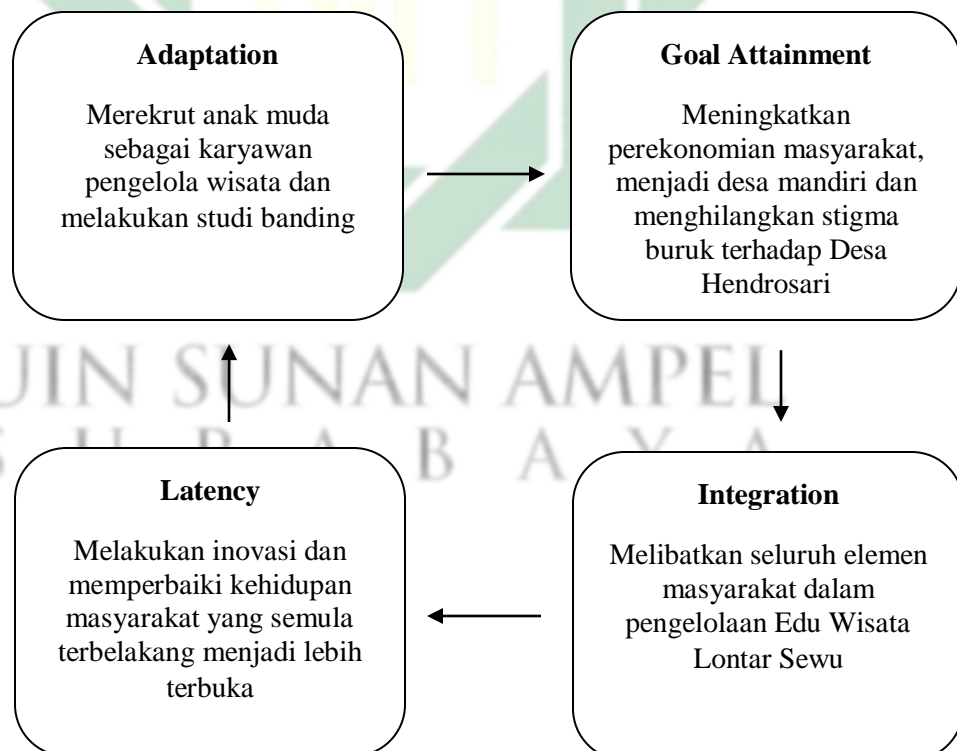 Adaptation
Merekrut anak muda
sebagai karyawan
pengelola wisata dan
melakukan studi banding
Goal Attainment
Meningkatkan
perekonomian masyarakat,
menjadi desa mandiri dan
menghilangkan stigma
buruk terhadap Desa
Hendrosari
UIN SUNAN AMPEL
S U R A B A Y A
Latency
Melakukan inovasi dan
memperbaiki kehidupan
masyarakat yang semula
terbelakang menjadi lebih
terbuka
Integration
Melibatkan seluruh elemen
masyarakat dalam
pengelolaan Edu Wisata
Lontar Sewu